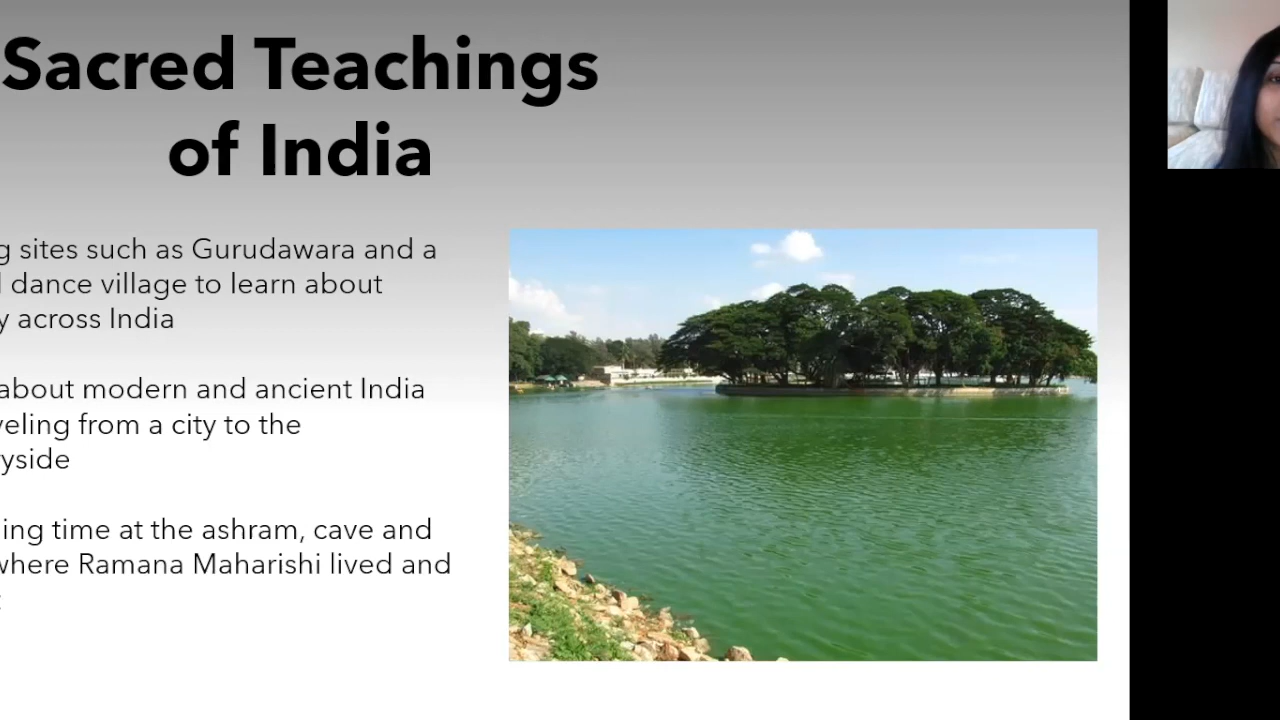 Sacred Teachings
of India
g sites such as Gurudawara and a
l dance village to learn about
y across India
about modern and ancient India
veling from a city to the
ryside
ing time at the ashram, cave and
where Ramana Maharishi lived and